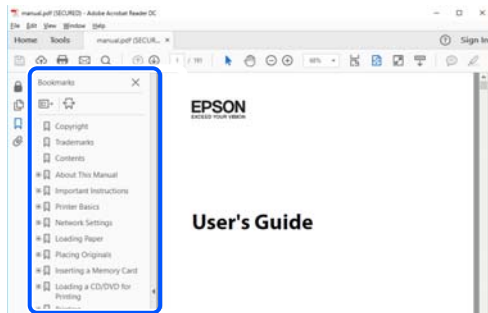 manual.pdf (SECURED) - Adobe Acrobat Reader DC
File Edit View Window Help
Home Tools manual.pdf (SECUR... ×
Sign In
Bookmarks
Copyright
Trademarks
Contents
About This Manual
Important Instructions
Printer Basics
Network Settings
Loading Paper
Placing Originals
Inserting a Memory Card
Loading a CD/DVD for
Printing
EPSON
EXCEED YOUR VISION
User's Guide